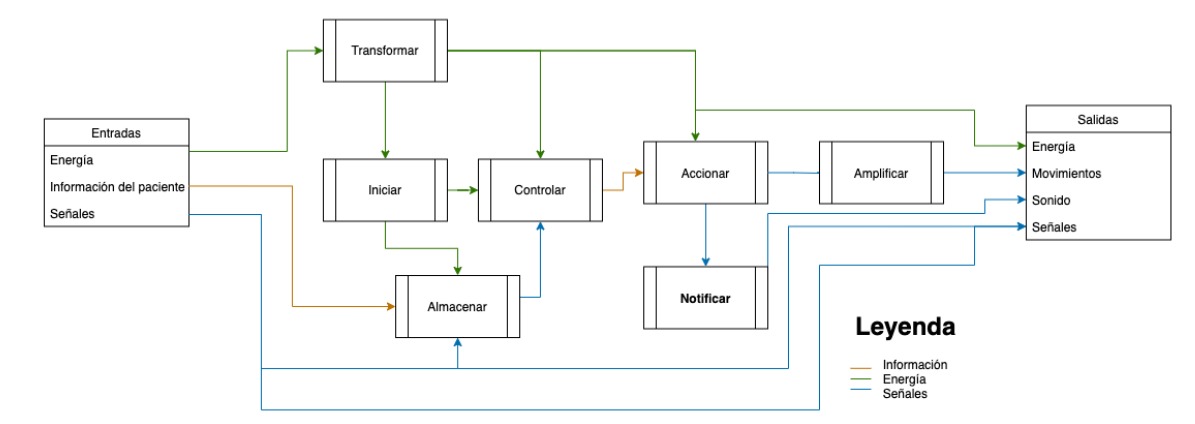 Transformar
Entradas
Energía
Información del paciente
Señales
Iniciar
Controlar
Accionar
Amplificar
Salidas
Energía
Movimientos
Sonido
Señales
Almacenar
Notificar
Leyenda
Información
Energía
Señales